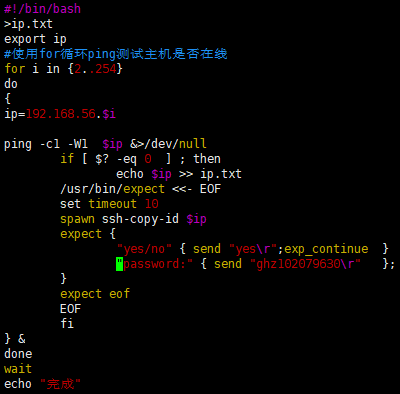 #!/bin/bash
>ip.txt
export ip
#使用for循环ping测试主机是否在线
for i in {2..254}
do
{
ip=192.168.56.$i
ping -c1 -W1  $ip &>/dev/null
        if [ $? -eq 0  ] ; then
                echo $ip >> ip.txt
        /usr/bin/expect <<- EOF
        set timeout 10
        spawn ssh-copy-id $ip
        expect {
                "yes/no" { send "yes\r";exp_continue  }
                "password:" { send "ghz102079630\r"   };
        }
        expect eof
        EOF
        fi
} &
done
wait
echo "完成"